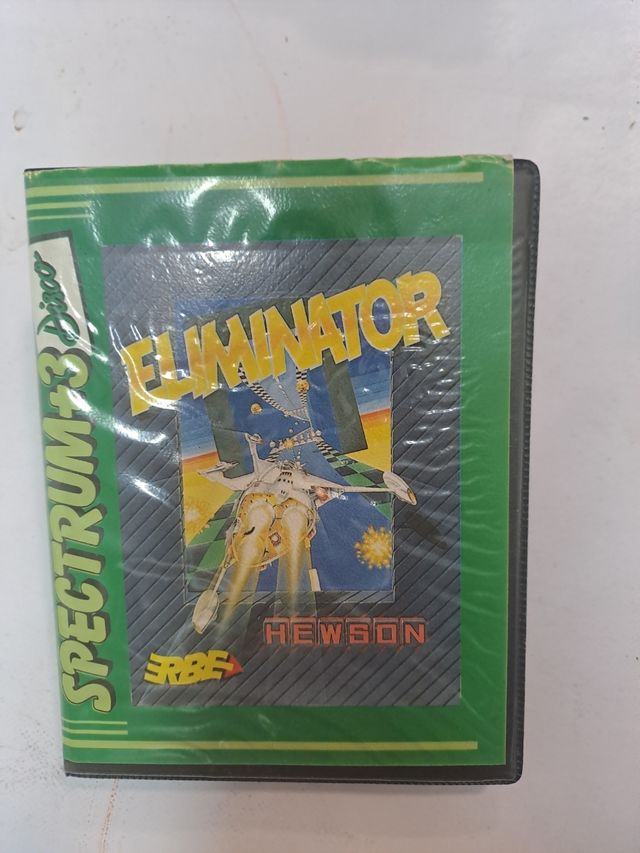 SPECTRUM+3 Disco
ELIMINATOR
HEWSON
ERBE